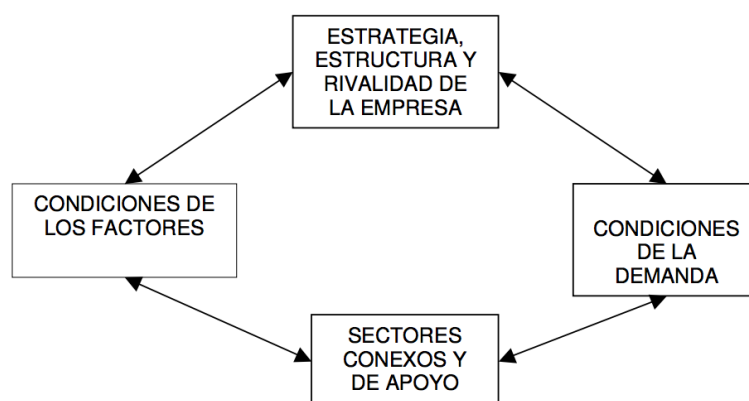 ESTRATEGIA,
ESTRUCTURA Y
RIVALIDAD DE
LA EMPRESA
CONDICIONES DE
LOS FACTORES
CONDICIONES
DE LA
DEMANDA
SECTORES
CONEXOS Y
DE APOYO